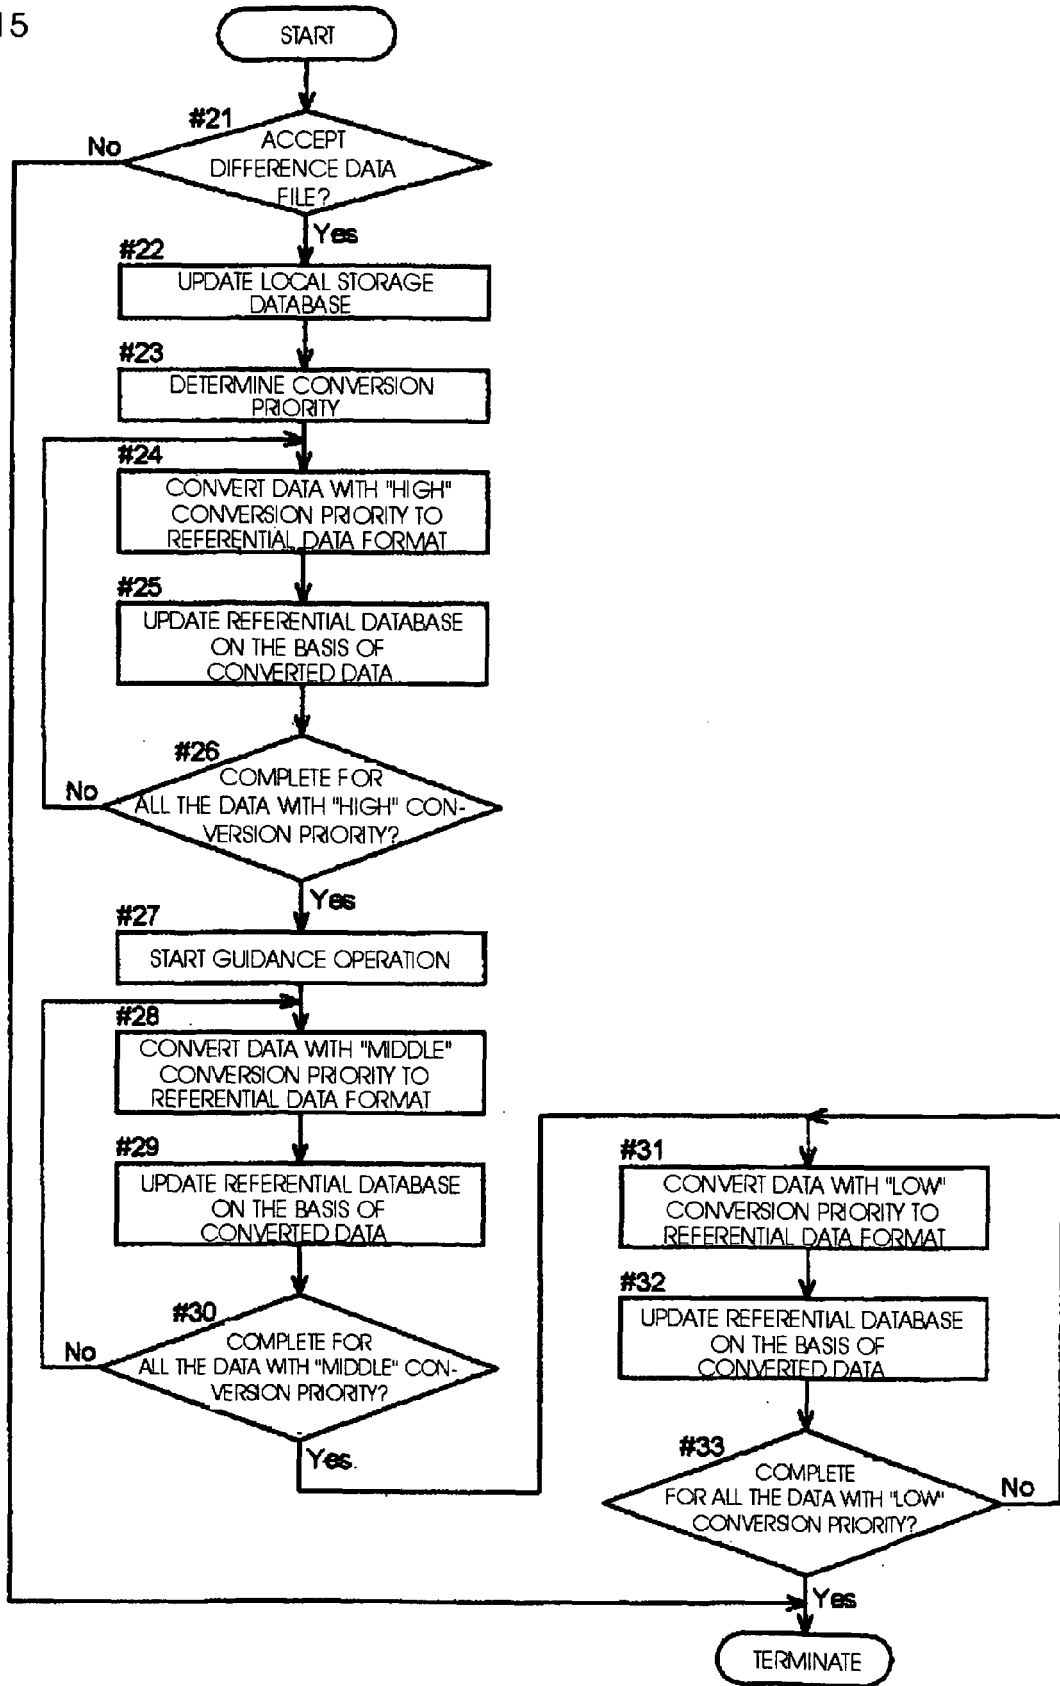 15
START
#21
No
ACCEPT
DIFFERENCE DATA
FILE?
Yes
#22
UPDATE LOCAL STORAGE
DATABASE
#23
DETERMINE CONVERSION
PRIORITY
#24
CONVERT DATA WITH "HIGH"
CONVERSION PRIORITY TO
REFERENTIAL DATA FORMAT
#25
UPDATE REFERENTIAL DATABASE
ON THE BASIS OF
CONVERTED DATA
#26
No
COMPLETE FOR
ALL THE DATA WITH "HIGH" CON-
VERSION PRIORITY?
Yes
#27
START GUIDANCE OPERATION
#28
CONVERT DATA WITH "MIDDLE"
CONVERSION PRIORITY TO
REFERENTIAL DATA FORMAT
#29
UPDATE REFERENTIAL DATABASE
ON THE BASIS OF
CONVERTED DATA
#30
No
COMPLETE FOR
ALL THE DATA WITH "MIDDLE" CON-
VERSION PRIORITY?
Yes
#31
CONVERT DATA WITH "LOW"
CONVERSION PRIORITY TO
REFERENTIAL DATA FORMAT
#32
UPDATE REFERENTIAL DATABASE
ON THE BASIS OF
CONVERTED DATA
#33
COMPLETE
FOR ALL THE DATA WITH "LOW"
CONVERSION PRIORITY?
No
Yes
TERMINATE